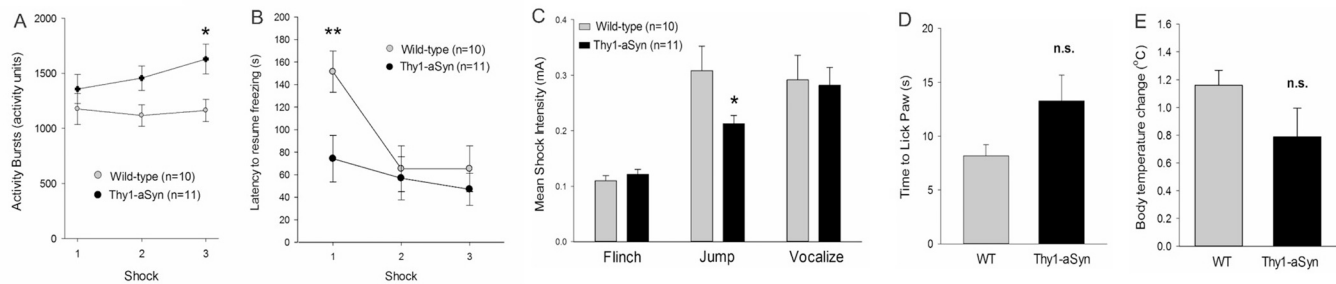 A
Activity Bursts (activity units)
2000
1500
1000
500
0
*
Wild-type (n=10)
Thy1-aSyn (n=11)
1 2 3
Shock
B
Latency to resume freezing (s)
200
180
160
140
120
100
80
60
40
20
0
**
Wild-type (n=10)
Thy1-aSyn (n=11)
1 2 3
Shock
C
Mean Shock Intensity (mA)
0.4
0.3
0.2
0.1
0.0
Wild-type (n=10)
Thy1-aSyn (n=11)
*
Flinch Jump Vocalize
D
Time to Lick Paw (s)
20
15
10
5
0
n.s.
WT Thy1-aSyn
E
Body temperature change (°C)
1.6
1.4
1.2
1.0
0.8
0.6
0.4
0.2
0.0
n.s.
WT Thy1-aSyn